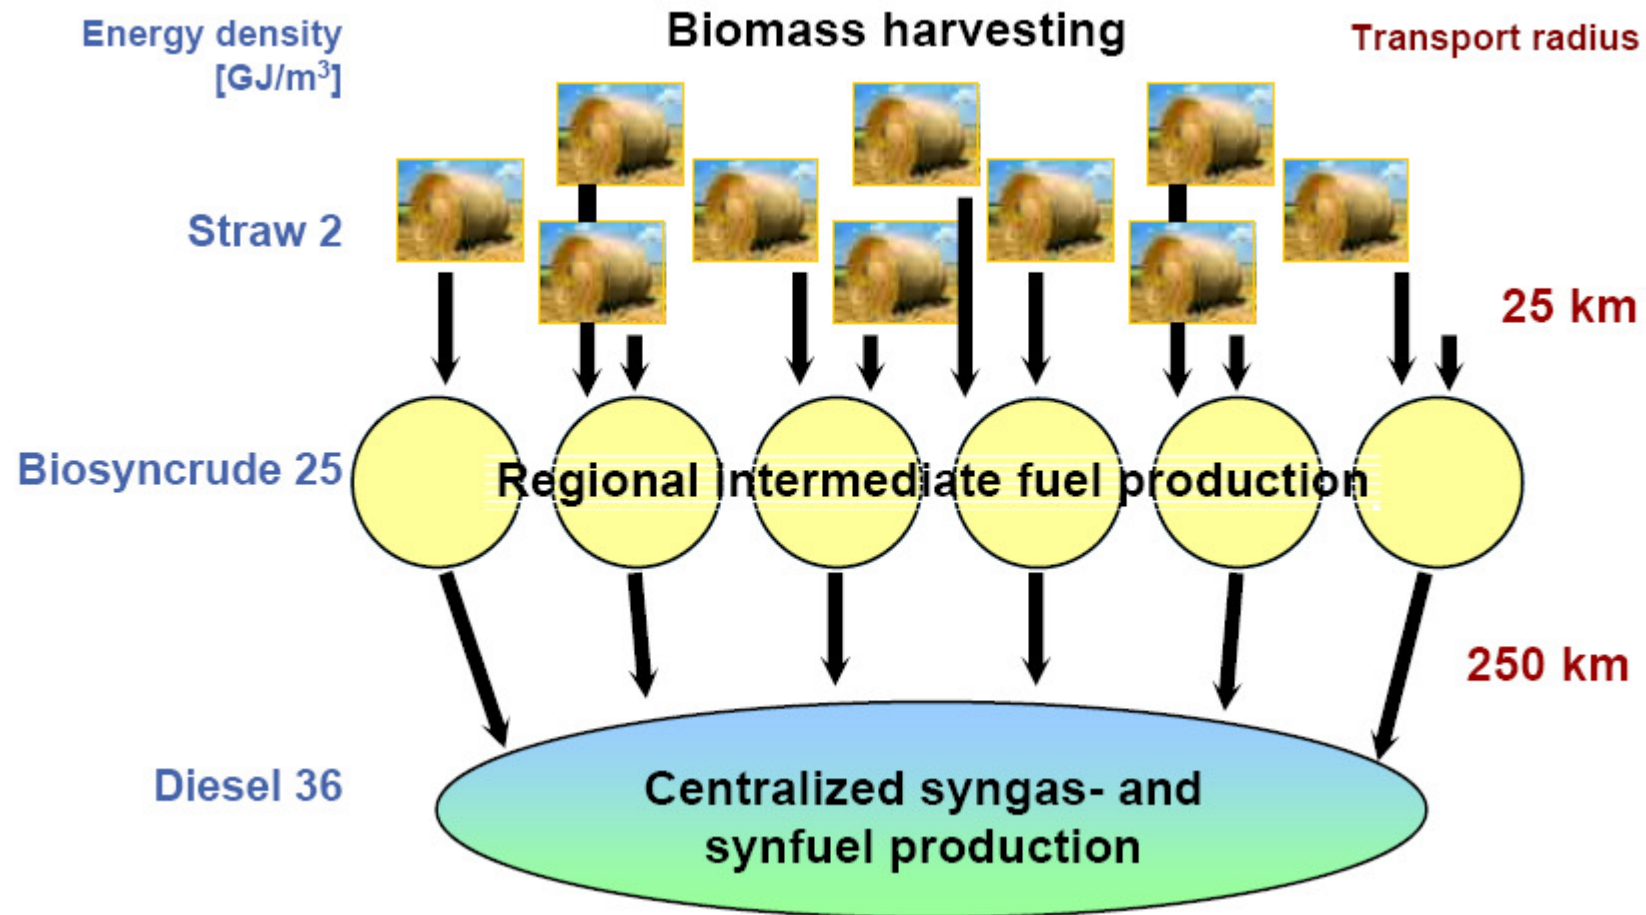 Energy density
[GJ/m³]
Biomass harvesting
Transport radius
Straw 2
25 km
Biosyncrude 25
Regional intermediate fuel production
250 km
Diesel 36
Centralized syngas- and
synfuel production